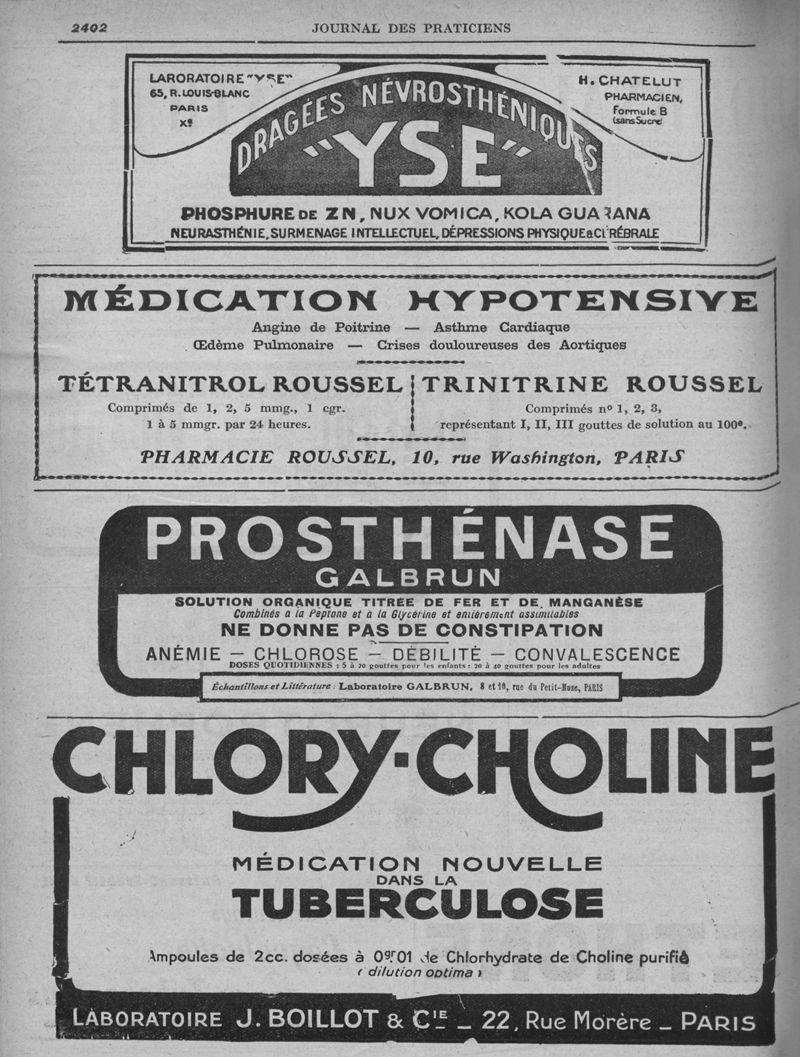 2402
JOURNAL DES PRATICIENS
LARORATOIRE "YSE"
65, R. LOUIS-BLANC
PARIS
Xe
H. CHATELUT
PHARMACIEN,
Formule B
(sans Sucre)
DRAGÉES NÉVROSTHÉNIQUES
"YSE"
PHOSPHURE DE ZN, NUX VOMICA, KOLA GUARANA
NEURASTHÉNIE, SURMENAGE INTELLECTUEL, DÉPRESSIONS PHYSIQUE & CÉRÉBRALE
MÉDICATION HYPOTENSIVE
Angine de Poitrine — Asthme Cardiaque
Œdème Pulmonaire — Crises douloureuses des Aortiques
TÉTRANITROL ROUSSEL
Comprimés de 1, 2, 5 mmg., 1 cgr.
1 à 5 mmgr. par 24 heures.
TRINITRINE ROUSSEL
Comprimés nº 1, 2, 3,
représentant I, II, III gouttes de solution au 100e.
PHARMACIE ROUSSEL, 10, rue Washington, PARIS
PROSTHÉNASE
GALBRUN
SOLUTION ORGANIQUE TITRÉE DE FER ET DE MANGANÈSE
Combinés à la Peptone et à la Glycérine et entièrement assimilables
NE DONNE PAS DE CONSTIPATION
ANÉMIE — CHLOROSE — DÉBILITÉ — CONVALESCENCE
DOSES QUOTIDIENNES : 5 à 20 gouttes pour les enfants : 20 à 40 gouttes pour les adultes
Échantillons et Littérature : Laboratoire GALBRUN, 8 et 10, rue du Petit-Musc, PARIS
CHLORY-CHOLINE
MÉDICATION NOUVELLE
DANS LA
TUBERCULOSE
Ampoules de 2cc. dosées à 0gr.01 de Chlorhydrate de Choline purifié
(dilution optima)
LABORATOIRE J. BOILLOT & CIE _ 22, Rue Morère _ PARIS